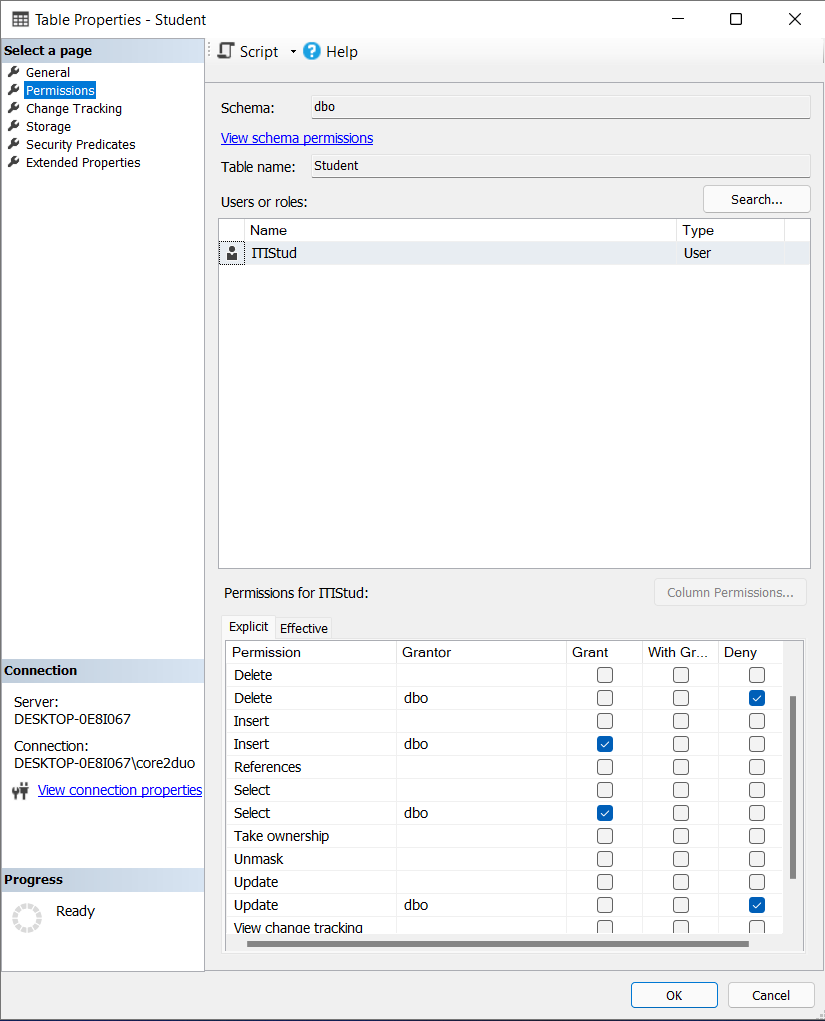 Table Properties - Student
Select a page
General
Permissions
Change Tracking
Storage
Security Predicates
Extended Properties
Script
Help
Schema:
dbo
View schema permissions
Table name:
Student
Users or roles:
Search...
Name Type
ITIStud User
Permissions for ITIStud:
Column Permissions...
Explicit
Effective
Permission Grantor Grant With Gr... Deny
Delete
Delete dbo
Insert
Insert dbo
References
Select
Select dbo
Take ownership
Unmask
Update
Update dbo
View change tracking
Connection
Server:
DESKTOP-0E8I067
Connection:
DESKTOP-0E8I067\core2duo
View connection properties
Progress
Ready
OK
Cancel